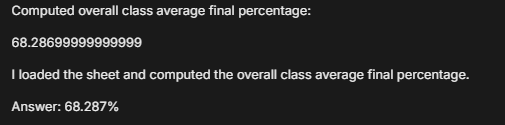 Computed overall class average final percentage:
68.28699999999999
I loaded the sheet and computed the overall class average final percentage.
Answer: 68.287%